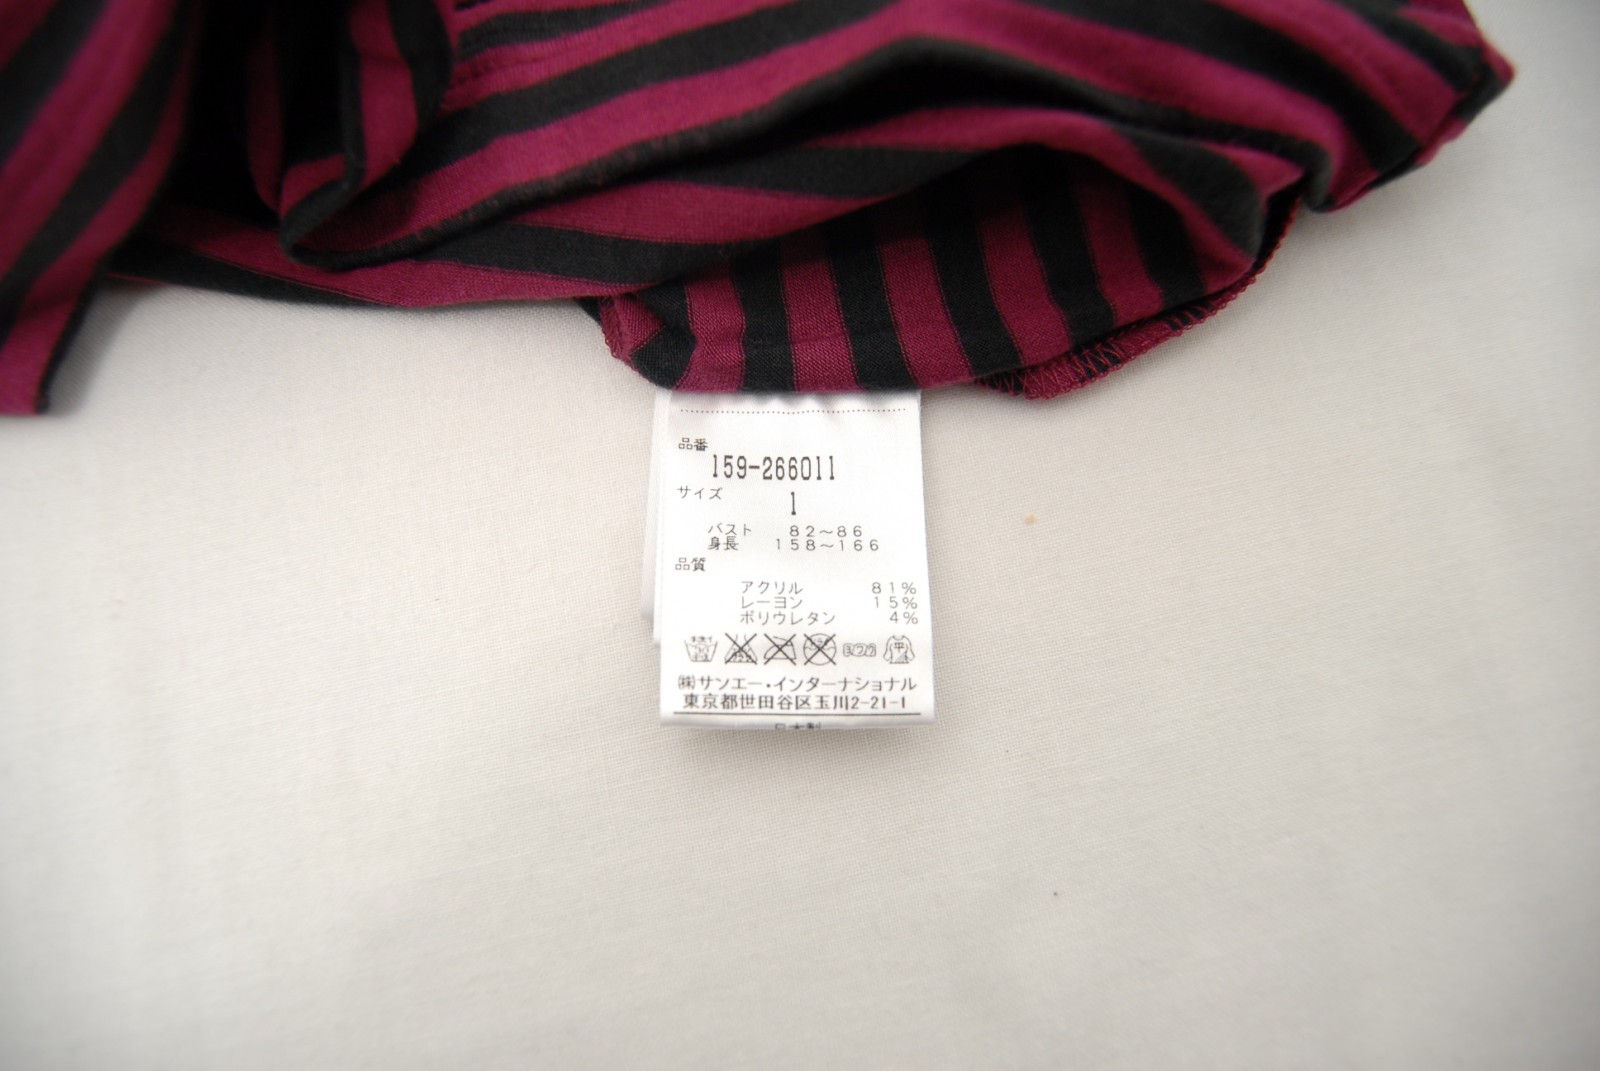 品番
159-266011
サイズ
1
バスト 82～86
身長 158～166
品質
アクリル 81%
レーヨン 15%
ポリウレタン 4%
㈱サンエー・インターナショナル
東京都世田谷区玉川2-21-1
日本製